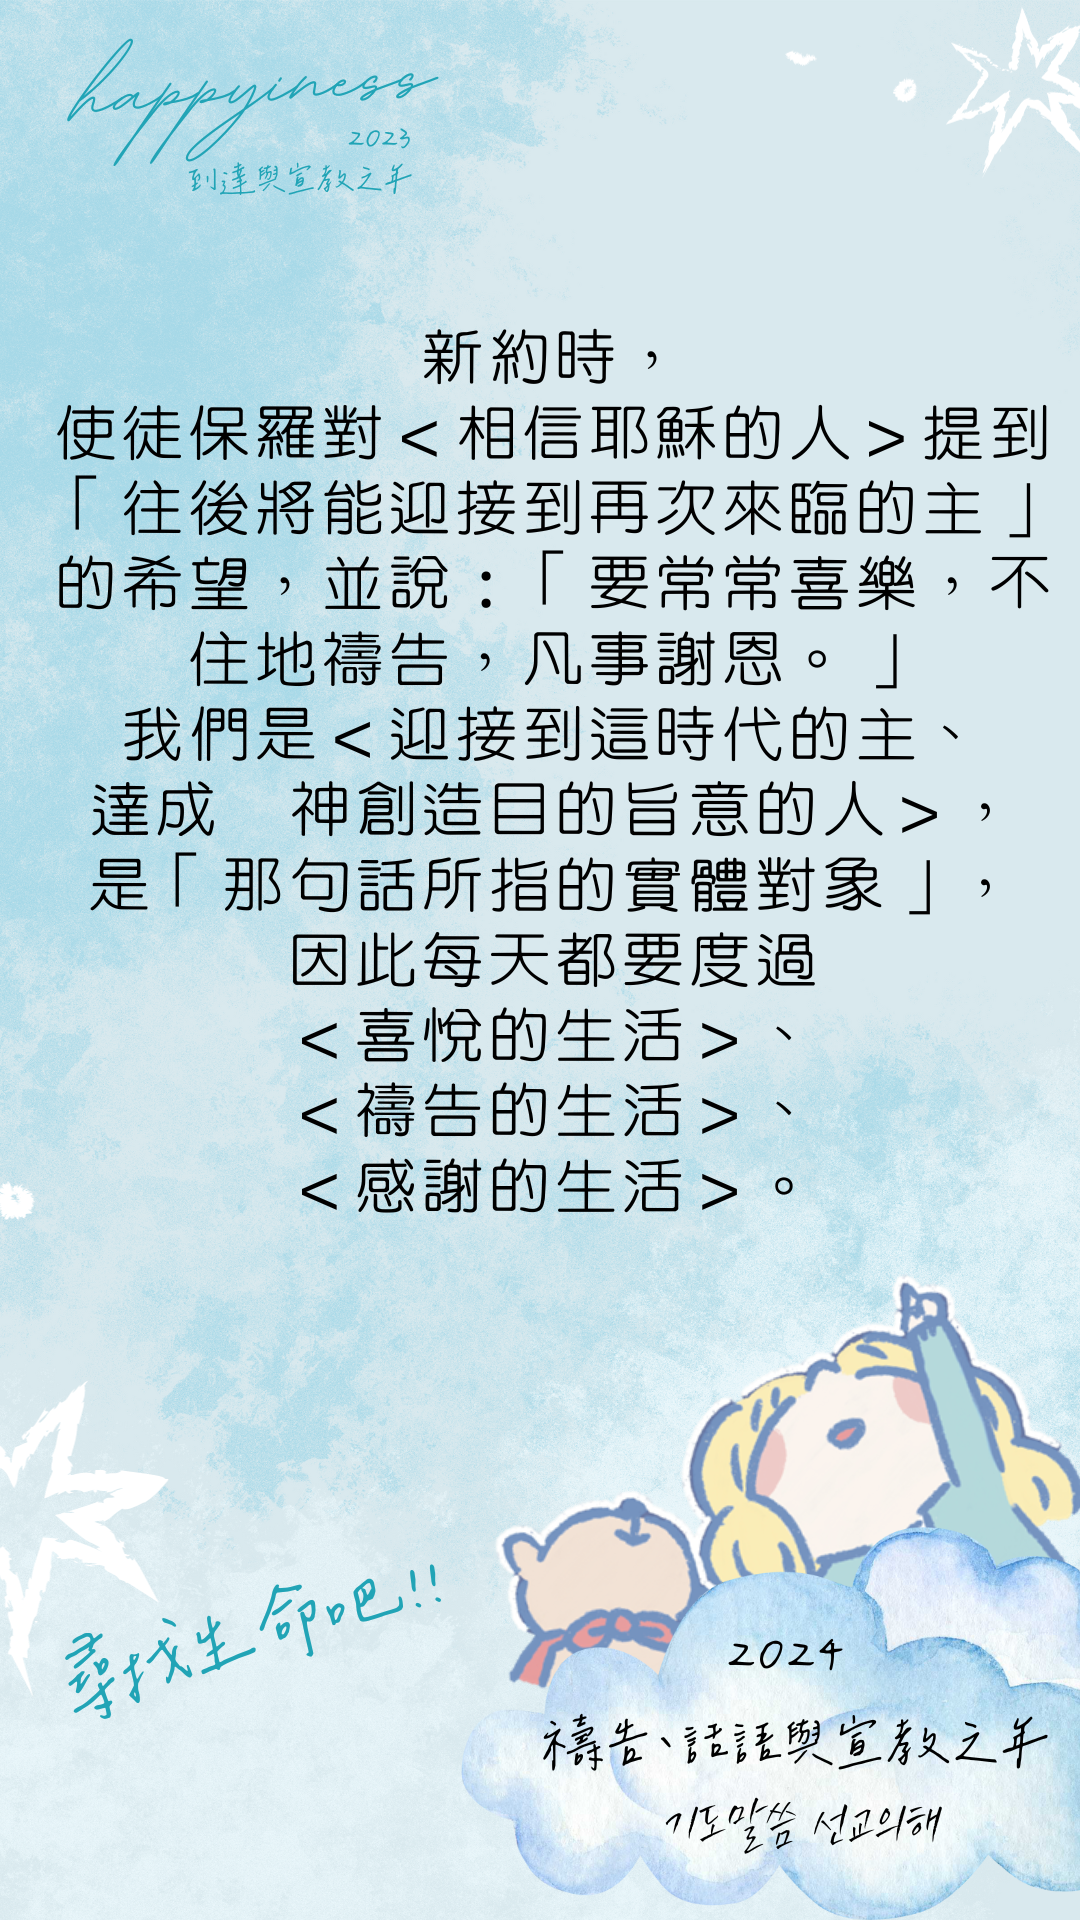 happyiness
2023
到達與宣教之年
新約時，
使徒保羅對＜相信耶穌的人＞提到
「往後將能迎接到再次來臨的主」
的希望，並說：「要常常喜樂，不
住地禱告，凡事謝恩。」
我們是＜迎接到這時代的主、
達成　神創造目的旨意的人＞，
是「那句話所指的實體對象」，
因此每天都要度過
＜喜悅的生活＞、
＜禱告的生活＞、
＜感謝的生活＞。
尋找生命吧!!
2024
禱告、話語與宣教之年
기도말씀 선교의해